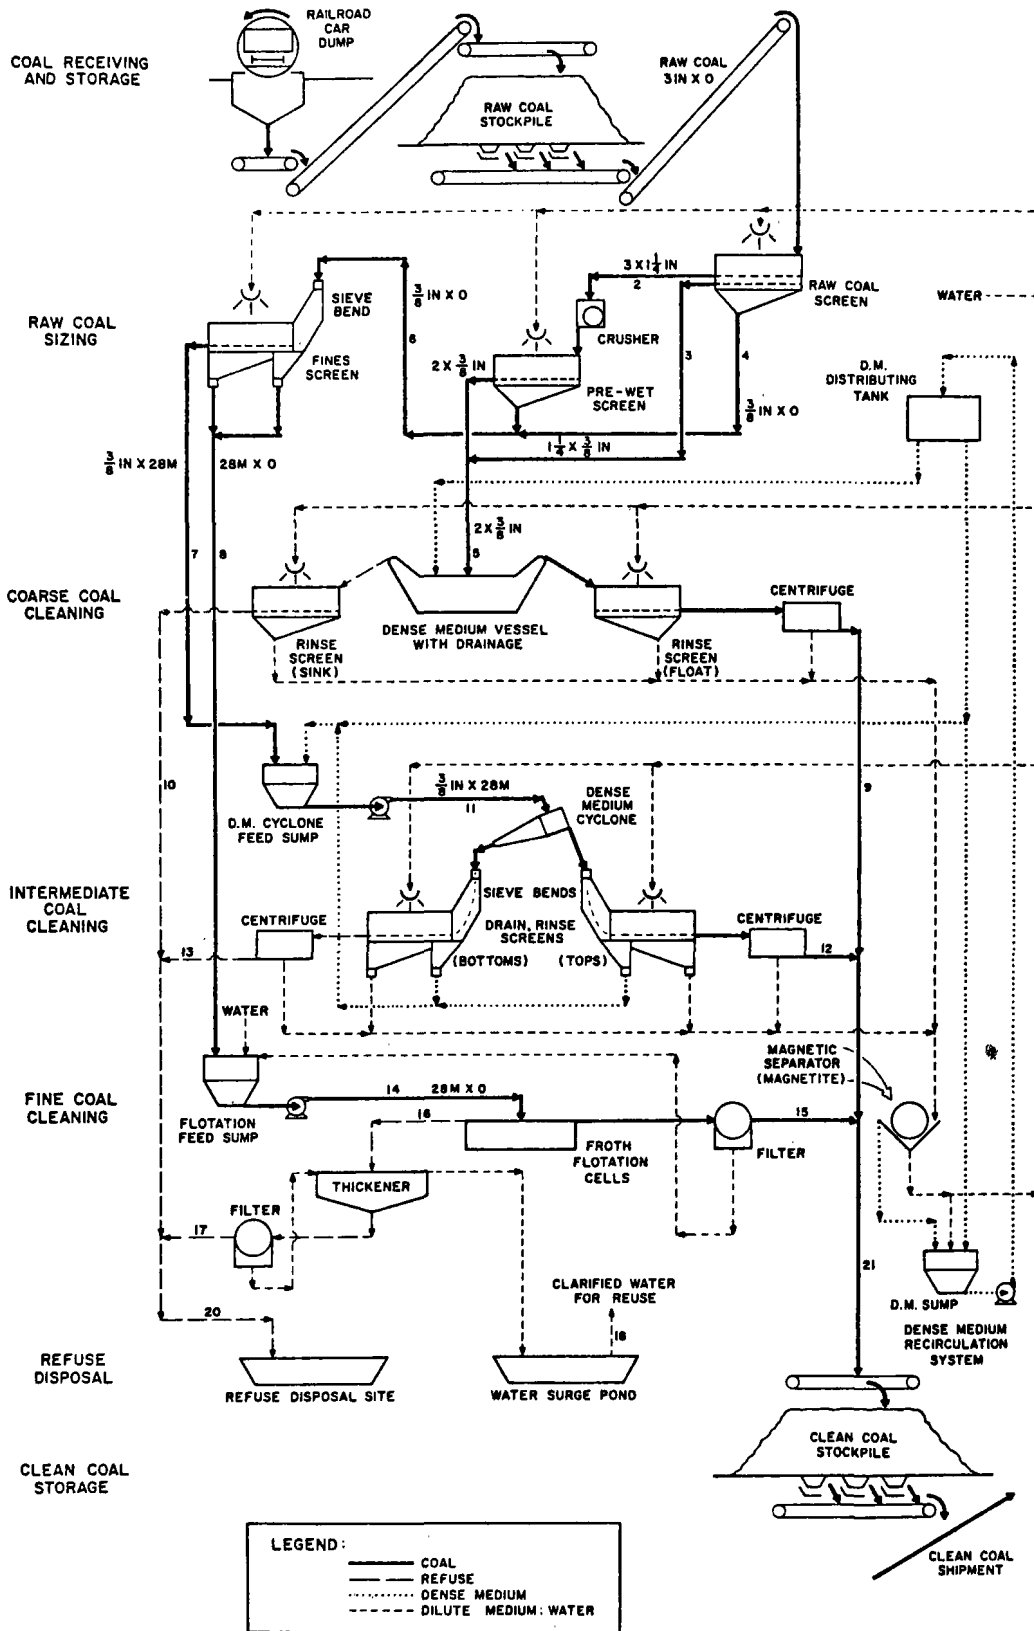 RAILROAD
CAR
DUMP
COAL RECEIVING
AND STORAGE
RAW COAL
3 IN X 0
RAW COAL
STOCKPILE
3 X 1 1/4 IN
2
RAW COAL
SCREEN
WATER
3/8 IN X 0
SIEVE
BEND
RAW COAL
SIZING
CRUSHER
6
3
4
FINES
SCREEN
2 X 3/8 IN
PRE-WET
SCREEN
D.M.
DISTRIBUTING
TANK
3/8 IN X 0
1 1/4 X 3/8 IN
3/8 IN X 28M
28M X 0
2 X 3/8 IN
7
8
5
COARSE COAL
CLEANING
CENTRIFUGE
DENSE MEDIUM VESSEL
WITH DRAINAGE
RINSE
SCREEN
(SINK)
RINSE
SCREEN
(FLOAT)
10
3/8 IN X 28M
11
DENSE
MEDIUM
CYCLONE
9
D.M. CYCLONE
FEED SUMP
INTERMEDIATE
COAL
CLEANING
SIEVE BENDS
CENTRIFUGE
DRAIN, RINSE
SCREENS
CENTRIFUGE
(BOTTOMS)
(TOPS)
13
12
WATER
MAGNETIC
SEPARATOR
(MAGNETITE)
FINE COAL
CLEANING
14
28M X 0
FLOTATION
FEED SUMP
16
15
FROTH
FLOTATION
CELLS
FILTER
THICKENER
FILTER
17
21
CLARIFIED WATER
FOR REUSE
D.M. SUMP
20
18
DENSE MEDIUM
RECIRCULATION
SYSTEM
REFUSE
DISPOSAL
REFUSE DISPOSAL SITE
WATER SURGE POND
CLEAN COAL
STOCKPILE
CLEAN COAL
STORAGE
CLEAN COAL
SHIPMENT
LEGEND:
COAL
REFUSE
DENSE MEDIUM
DILUTE MEDIUM: WATER